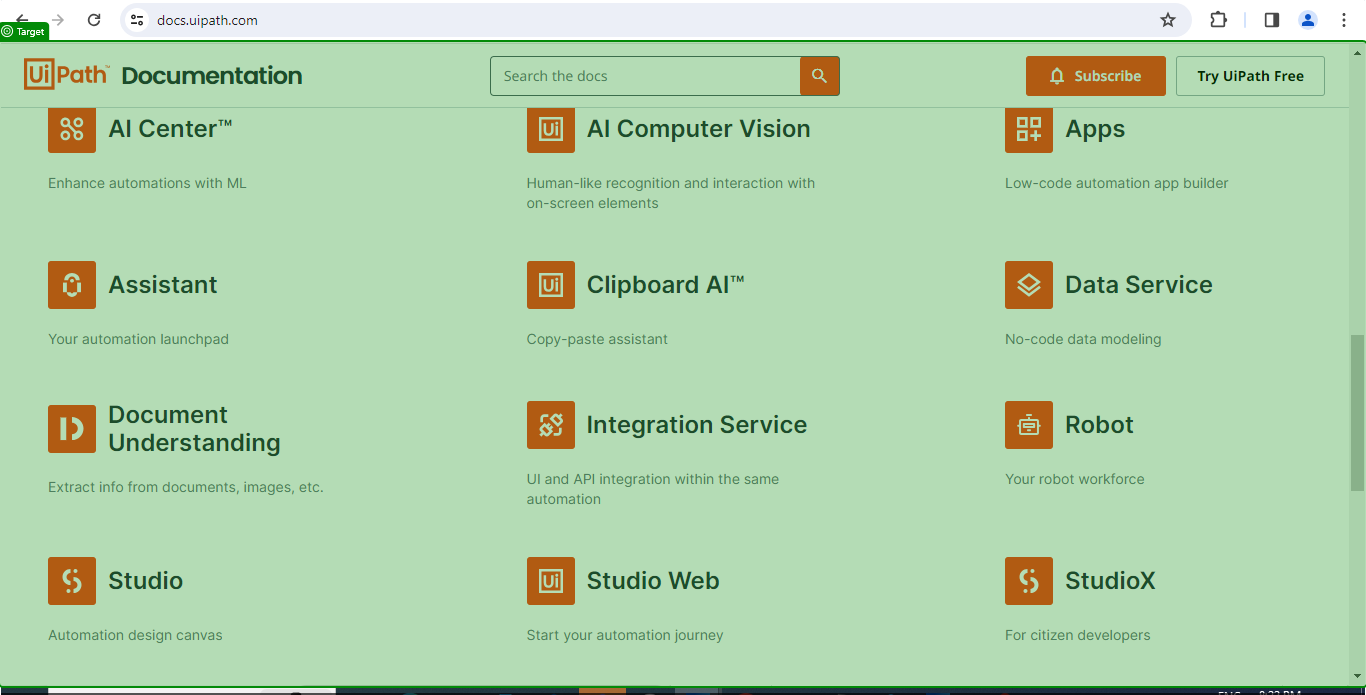 docs.uipath.com
Target
UiPath™ Documentation
Search the docs
Subscribe
Try UiPath Free
AI Center™
AI Computer Vision
Apps
Enhance automations with ML
Human-like recognition and interaction with
on-screen elements
Low-code automation app builder
Assistant
Clipboard AI™
Data Service
Your automation launchpad
Copy-paste assistant
No-code data modeling
Document
Understanding
Integration Service
Robot
Extract info from documents, images, etc.
UI and API integration within the same
automation
Your robot workforce
Studio
Ui
Studio Web
StudioX
Automation design canvas
Start your automation journey
For citizen developers